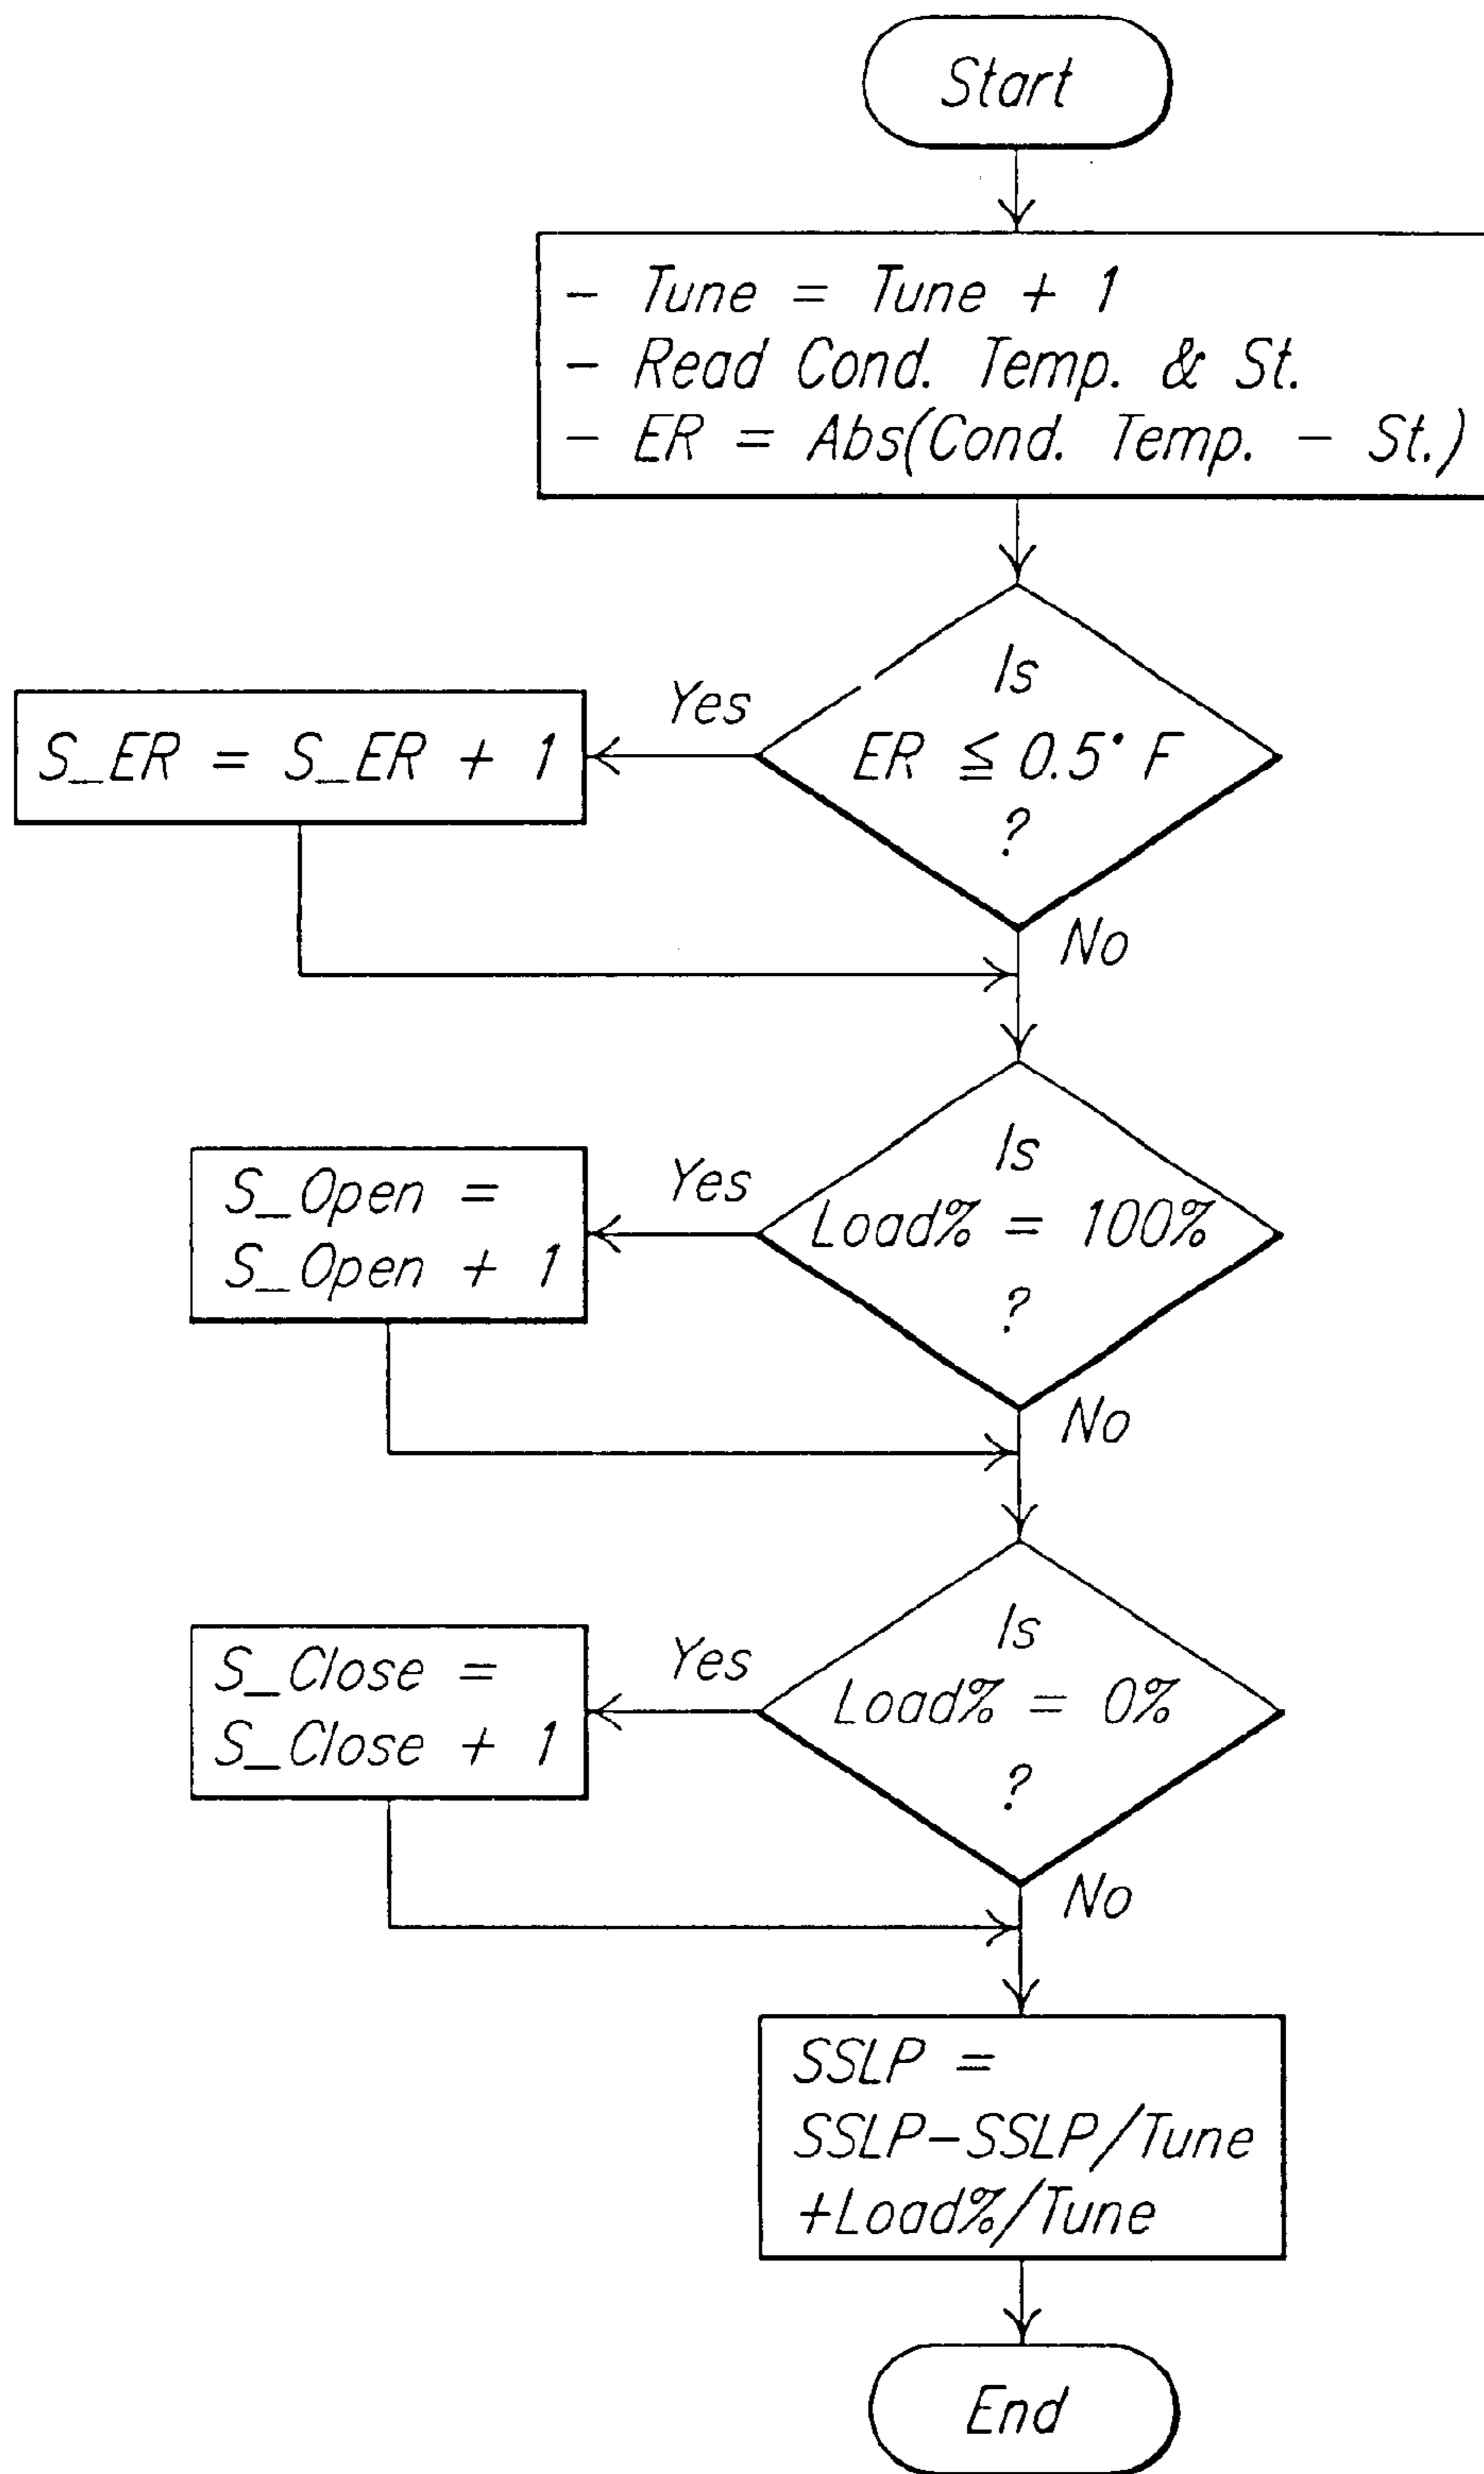 Start
- Tune = Tune + 1
- Read Cond. Temp. & St.
- ER = Abs(Cond. Temp. - St.)
Is
ER ≦ 0.5° F
?
Yes
S_ER = S_ER + 1
No
Is
Load% = 100%
?
Yes
S_Open =
S_Open + 1
No
Is
Load% = 0%
?
Yes
S_Close =
S_Close + 1
No
SSLP =
SSLP-SSLP/Tune
+Load%/Tune
End